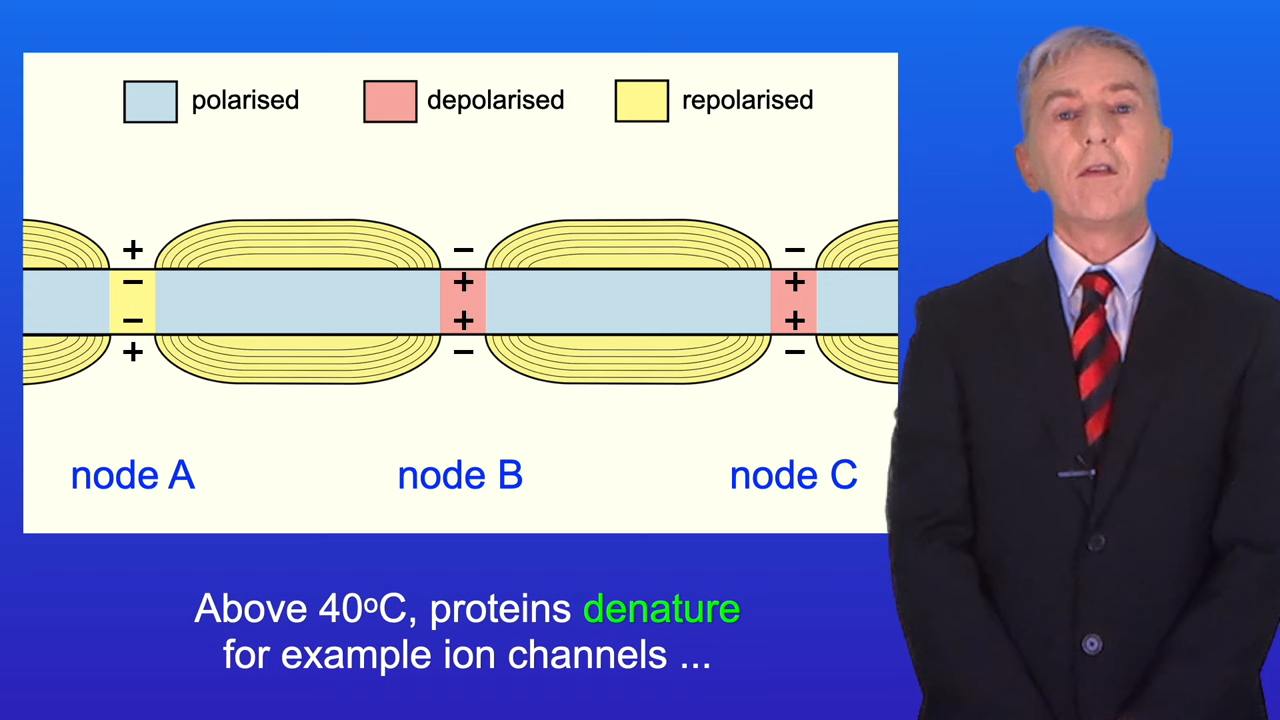 polarised depolarised repolarised
+ − −
− + +
− + +
+ − −
node A node B node C
Above 40ºC, proteins denature
for example ion channels ...